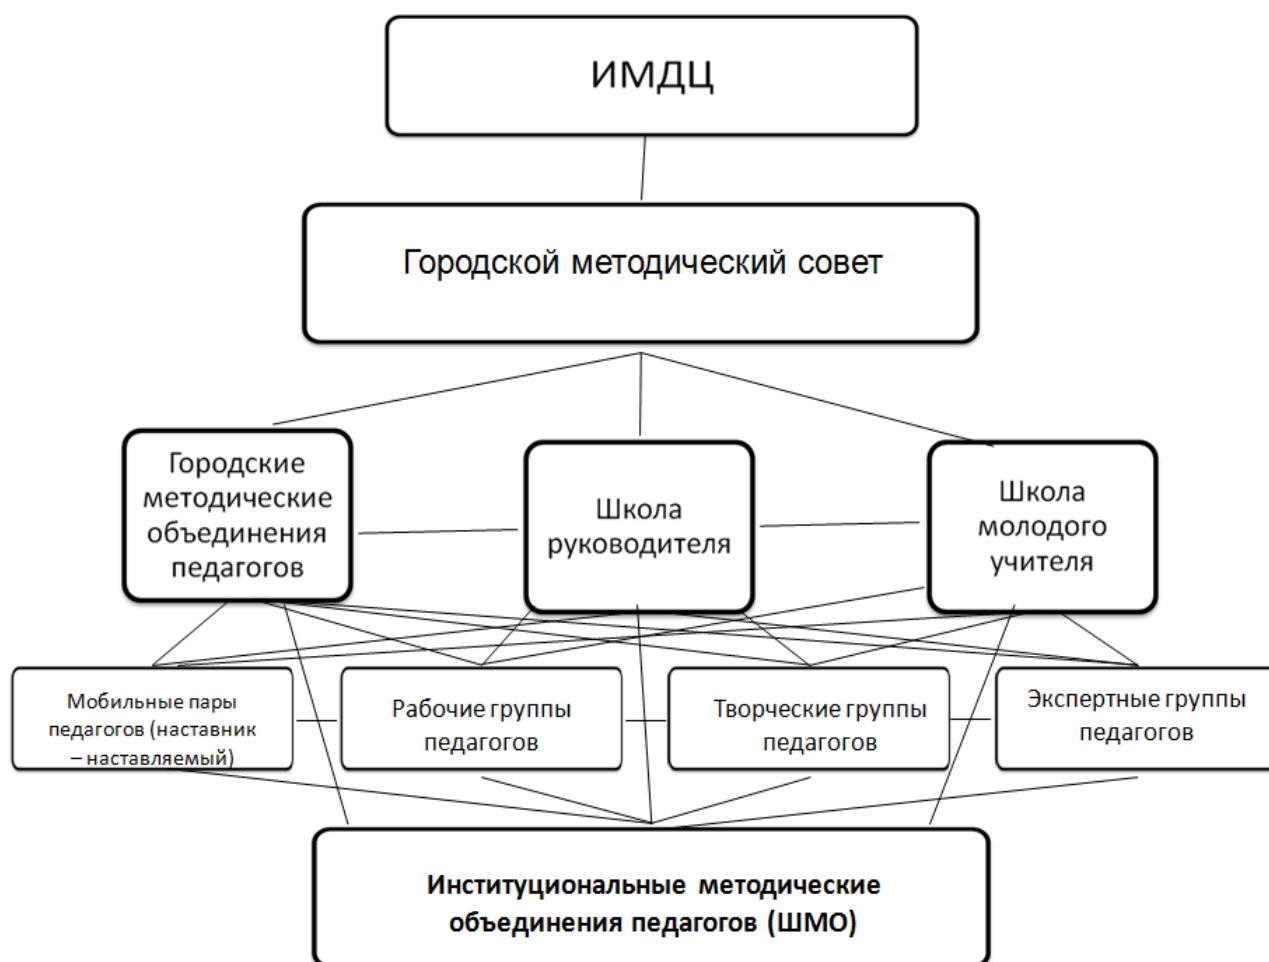 ИМДЦ
Городской методический совет
Городские
методические
объединения
педагогов
Школа
руководителя
Школа
молодого
учителя
Мобильные пары
педагогов (наставник
– наставляемый)
Рабочие группы
педагогов
Творческие группы
педагогов
Экспертные группы
педагогов
Институциональные методические
объединения педагогов (ШМО)